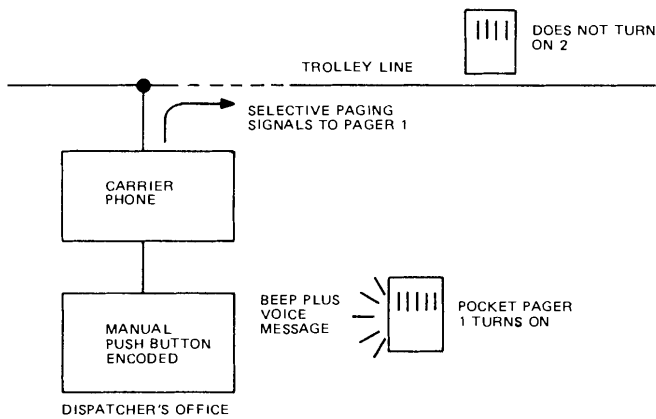 DOES NOT TURN
ON 2
TROLLEY LINE
SELECTIVE PAGING
SIGNALS TO PAGER 1
CARRIER
PHONE
BEEP PLUS
VOICE
MESSAGE
POCKET PAGER
1 TURNS ON
MANUAL
PUSH BUTTON
ENCODED
DISPATCHER'S OFFICE